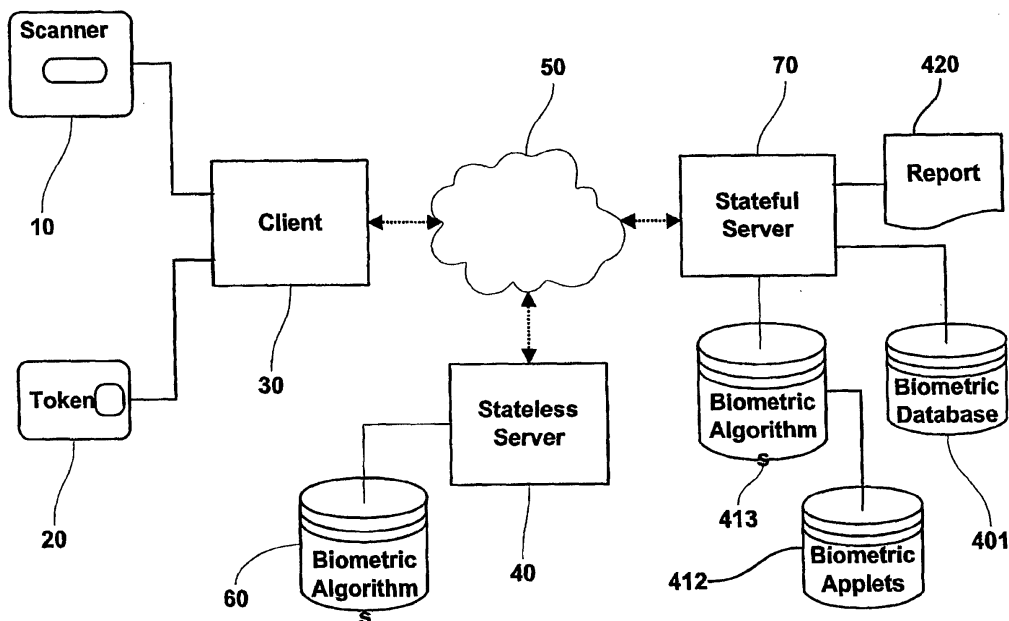 Scanner
50
70
420
10
Client
Stateful
Server
Report
30
Token
20
Stateless
Server
40
Biometric
Algorithm
s
60
Biometric
Algorithm
s
413
Biometric
Database
401
412
Biometric
Applets